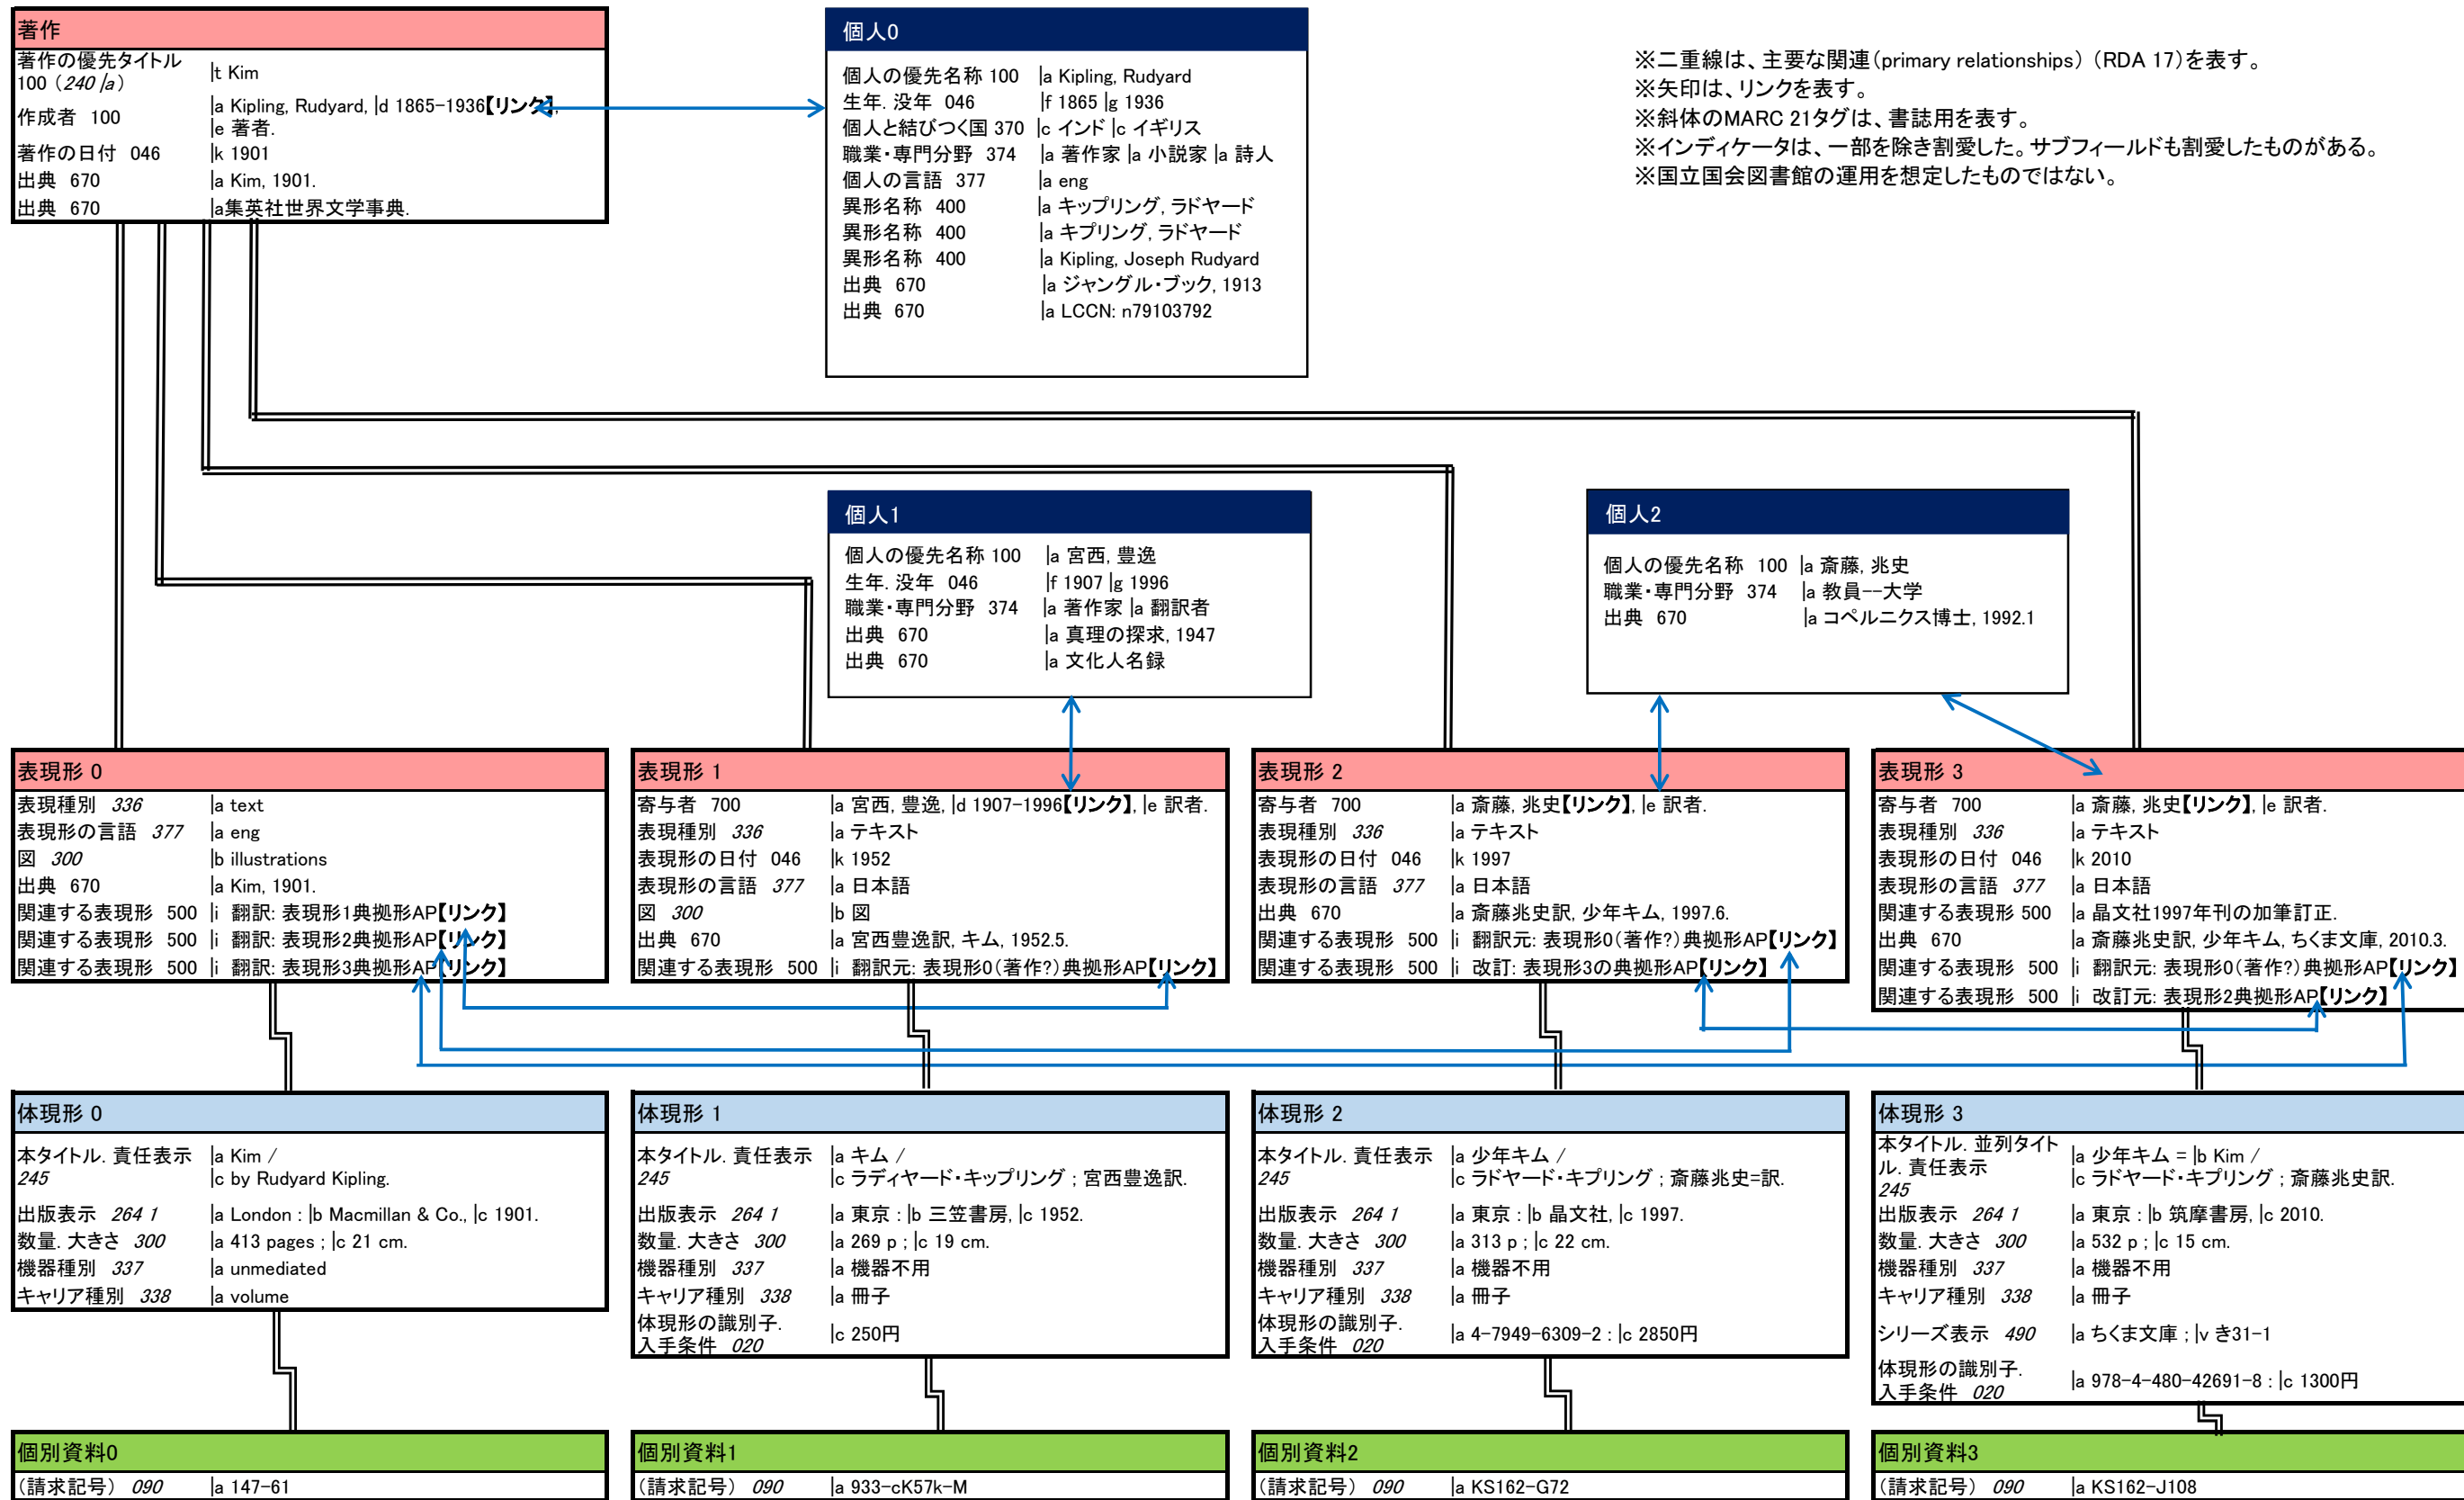 著作
著作の優先タイトル
100 (240 |a)
|t Kim
作成者 100
|a Kipling, Rudyard, |d 1865-1936【リンク】,
|e 著者.
著作の日付 046 |k 1901
出典 670 |a Kim, 1901.
出典 670 |a集英社世界文学事典.
個人0
個人の優先名称 100 |a Kipling, Rudyard
生年. 没年 046 |f 1865 |g 1936
個人と結びつく国 370 |c インド |c イギリス
職業・専門分野 374 |a 著作家 |a 小説家 |a 詩人
個人の言語 377 |a eng
異形名称 400 |a キップリング, ラドヤード
異形名称 400 |a キプリング, ラドヤード
異形名称 400 |a Kipling, Joseph Rudyard
出典 670 |a ジャングル・ブック, 1913
出典 670 |a LCCN: n79103792
※二重線は、主要な関連(primary relationships) (RDA 17)を表す。
※矢印は、リンクを表す。
※斜体のMARC 21タグは、書誌用を表す。
※インディケータは、一部を除き割愛した。サブフィールドも割愛したものがある。
※国立国会図書館の運用を想定したものではない。
個人1
個人の優先名称 100 |a 宮西, 豊逸
生年. 没年 046 |f 1907 |g 1996
職業・専門分野 374 |a 著作家 |a 翻訳者
出典 670 |a 真理の探求, 1947
出典 670 |a 文化人名録
個人2
個人の優先名称 100 |a 斎藤, 兆史
職業・専門分野 374 |a 教員--大学
出典 670 |a コペルニクス博士, 1992.1
表現形 0
表現種別 336 |a text
表現形の言語 377 |a eng
図 300 |b illustrations
出典 670 |a Kim, 1901.
関連する表現形 500 |i 翻訳: 表現形1典拠形AP【リンク】
関連する表現形 500 |i 翻訳: 表現形2典拠形AP【リンク】
関連する表現形 500 |i 翻訳: 表現形3典拠形AP【リンク】
表現形 1
寄与者 700 |a 宮西, 豊逸, |d 1907-1996【リンク】, |e 訳者.
表現種別 336 |a テキスト
表現形の日付 046 |k 1952
表現形の言語 377 |a 日本語
図 300 |b 図
出典 670 |a 宮西豊逸訳, キム, 1952.5.
関連する表現形 500 |i 翻訳元: 表現形0(著作?)典拠形AP【リンク】
表現形 2
寄与者 700 |a 斎藤, 兆史【リンク】, |e 訳者.
表現種別 336 |a テキスト
表現形の日付 046 |k 1997
表現形の言語 377 |a 日本語
出典 670 |a 斎藤兆史訳, 少年キム, 1997.6.
関連する表現形 500 |i 翻訳元: 表現形0(著作?)典拠形AP【リンク】
関連する表現形 500 |i 改訂: 表現形3の典拠形AP【リンク】
表現形 3
寄与者 700 |a 斎藤, 兆史【リンク】, |e 訳者.
表現種別 336 |a テキスト
表現形の日付 046 |k 2010
表現形の言語 377 |a 日本語
関連する表現形 500 |a 晶文社1997年刊の加筆訂正.
出典 670 |a 斎藤兆史訳, 少年キム, ちくま文庫, 2010.3.
関連する表現形 500 |i 翻訳元: 表現形0(著作?)典拠形AP【リンク】
関連する表現形 500 |i 改訂元: 表現形2典拠形AP【リンク】
体現形 0
本タイトル. 責任表示
245
|a Kim /
|c by Rudyard Kipling.
出版表示 264 1 |a London : |b Macmillan & Co., |c 1901.
数量. 大きさ 300 |a 413 pages ; |c 21 cm.
機器種別 337 |a unmediated
キャリア種別 338 |a volume
体現形 1
本タイトル. 責任表示
245
|a キム /
|c ラディヤード・キップリング ; 宮西豊逸訳.
出版表示 264 1 |a 東京 : |b 三笠書房, |c 1952.
数量. 大きさ 300 |a 269 p ; |c 19 cm.
機器種別 337 |a 機器不用
キャリア種別 338 |a 冊子
体現形の識別子.
入手条件 020
|c 250円
体現形 2
本タイトル. 責任表示
245
|a 少年キム /
|c ラドヤード・キプリング ; 斎藤兆史=訳.
出版表示 264 1 |a 東京 : |b 晶文社, |c 1997.
数量. 大きさ 300 |a 313 p ; |c 22 cm.
機器種別 337 |a 機器不用
キャリア種別 338 |a 冊子
体現形の識別子.
入手条件 020
|a 4-7949-6309-2 : |c 2850円
体現形 3
本タイトル. 並列タイト
ル. 責任表示
245
|a 少年キム = |b Kim /
|c ラドヤード・キプリング ; 斎藤兆史訳.
出版表示 264 1 |a 東京 : |b 筑摩書房, |c 2010.
数量. 大きさ 300 |a 532 p ; |c 15 cm.
機器種別 337 |a 機器不用
キャリア種別 338 |a 冊子
シリーズ表示 490 |a ちくま文庫 ; |v き31-1
体現形の識別子.
入手条件 020
|a 978-4-480-42691-8 : |c 1300円
個別資料0
(請求記号) 090 |a 147-61
個別資料1
(請求記号) 090 |a 933-cK57k-M
個別資料2
(請求記号) 090 |a KS162-G72
個別資料3
(請求記号) 090 |a KS162-J108